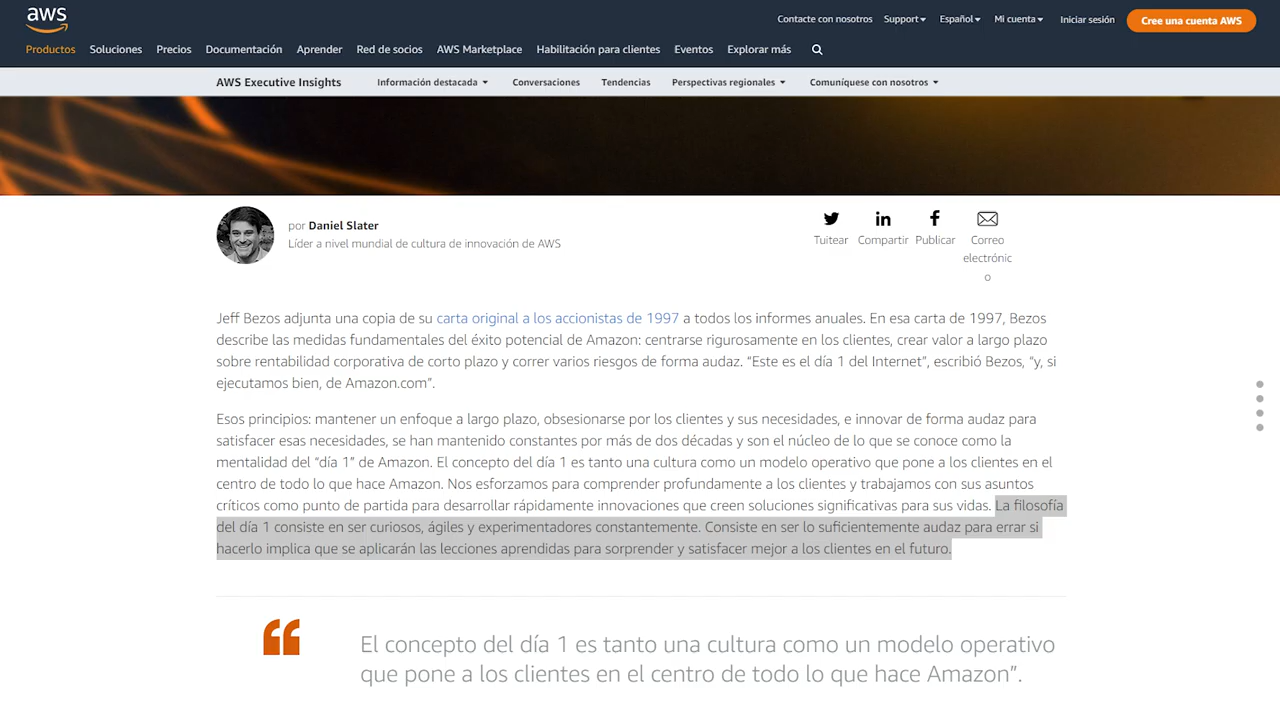 aws
Contacte con nosotros Support Español Mi cuenta Iniciar sesión Cree una cuenta AWS
Productos Soluciones Precios Documentación Aprender Red de socios AWS Marketplace Habilitación para clientes Eventos Explorar más
AWS Executive Insights Información destacada Conversaciones Tendencias Perspectivas regionales Comuníquese con nosotros
por Daniel Slater
Líder a nivel mundial de cultura de innovación de AWS
Tuitear Compartir Publicar Correo
electrónic
o
Jeff Bezos adjunta una copia de su carta original a los accionistas de 1997 a todos los informes anuales. En esa carta de 1997, Bezos
describe las medidas fundamentales del éxito potencial de Amazon: centrarse rigurosamente en los clientes, crear valor a largo plazo
sobre rentabilidad corporativa de corto plazo y correr varios riesgos de forma audaz. “Este es el día 1 del Internet”, escribió Bezos, “y, si
ejecutamos bien, de Amazon.com”.
Esos principios: mantener un enfoque a largo plazo, obsesionarse por los clientes y sus necesidades, e innovar de forma audaz para
satisfacer esas necesidades, se han mantenido constantes por más de dos décadas y son el núcleo de lo que se conoce como la
mentalidad del “día 1” de Amazon. El concepto del día 1 es tanto una cultura como un modelo operativo que pone a los clientes en el
centro de todo lo que hace Amazon. Nos esforzamos para comprender profundamente a los clientes y trabajamos con sus asuntos
críticos como punto de partida para desarrollar rápidamente innovaciones que creen soluciones significativas para sus vidas. La filosofía
del día 1 consiste en ser curiosos, ágiles y experimentadores constantemente. Consiste en ser lo suficientemente audaz para errar si
hacerlo implica que se aplicarán las lecciones aprendidas para sorprender y satisfacer mejor a los clientes en el futuro.
“
El concepto del día 1 es tanto una cultura como un modelo operativo
que pone a los clientes en el centro de todo lo que hace Amazon”.